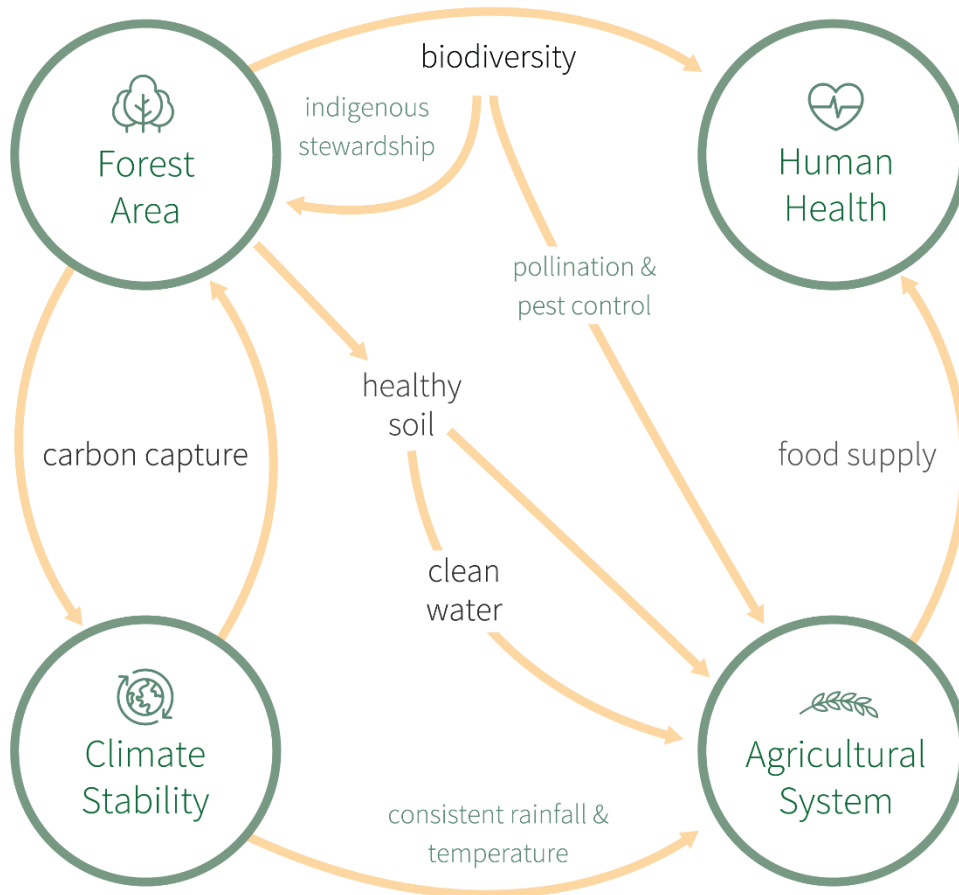 biodiversity
indigenous
stewardship
Forest
Area
Human
Health
pollination &
pest control
healthy
soil
carbon capture
food supply
clean
water
Climate
Stability
Agricultural
System
consistent rainfall &
temperature